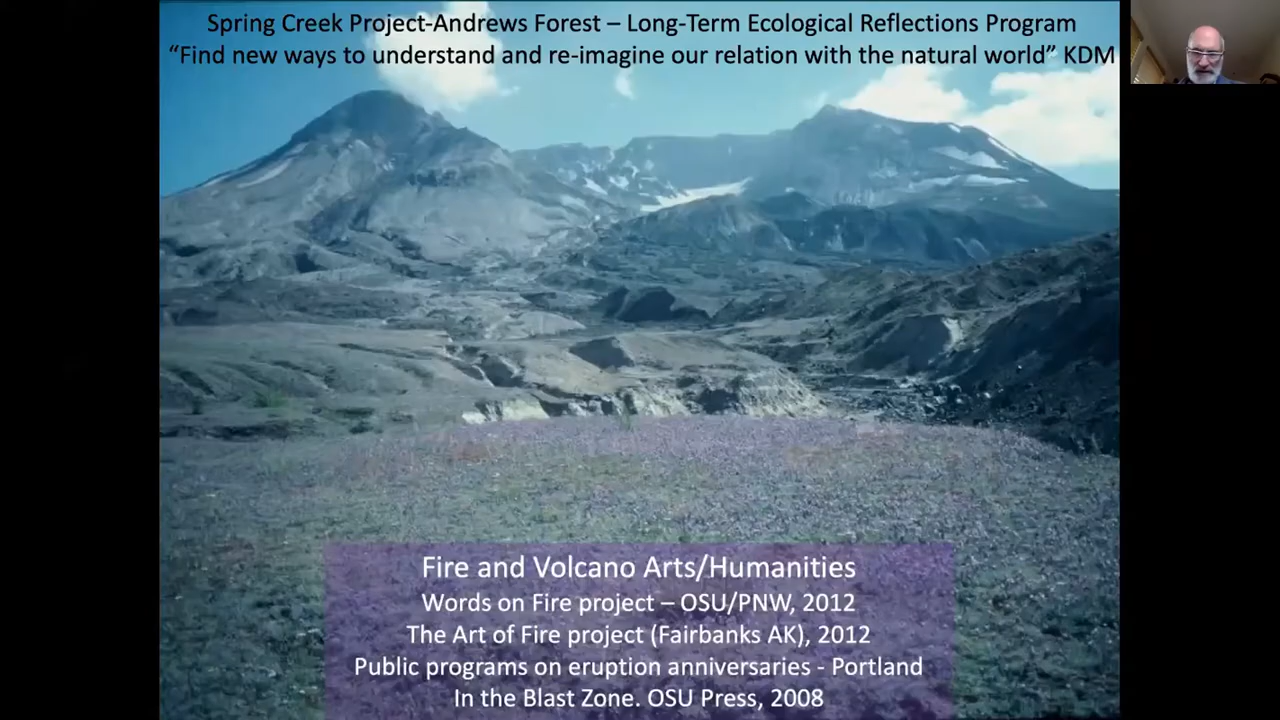 Spring Creek Project-Andrews Forest – Long-Term Ecological Reflections Program
“Find new ways to understand and re-imagine our relation with the natural world” KDM
Fire and Volcano Arts/Humanities
Words on Fire project – OSU/PNW, 2012
The Art of Fire project (Fairbanks AK), 2012
Public programs on eruption anniversaries - Portland
In the Blast Zone. OSU Press, 2008